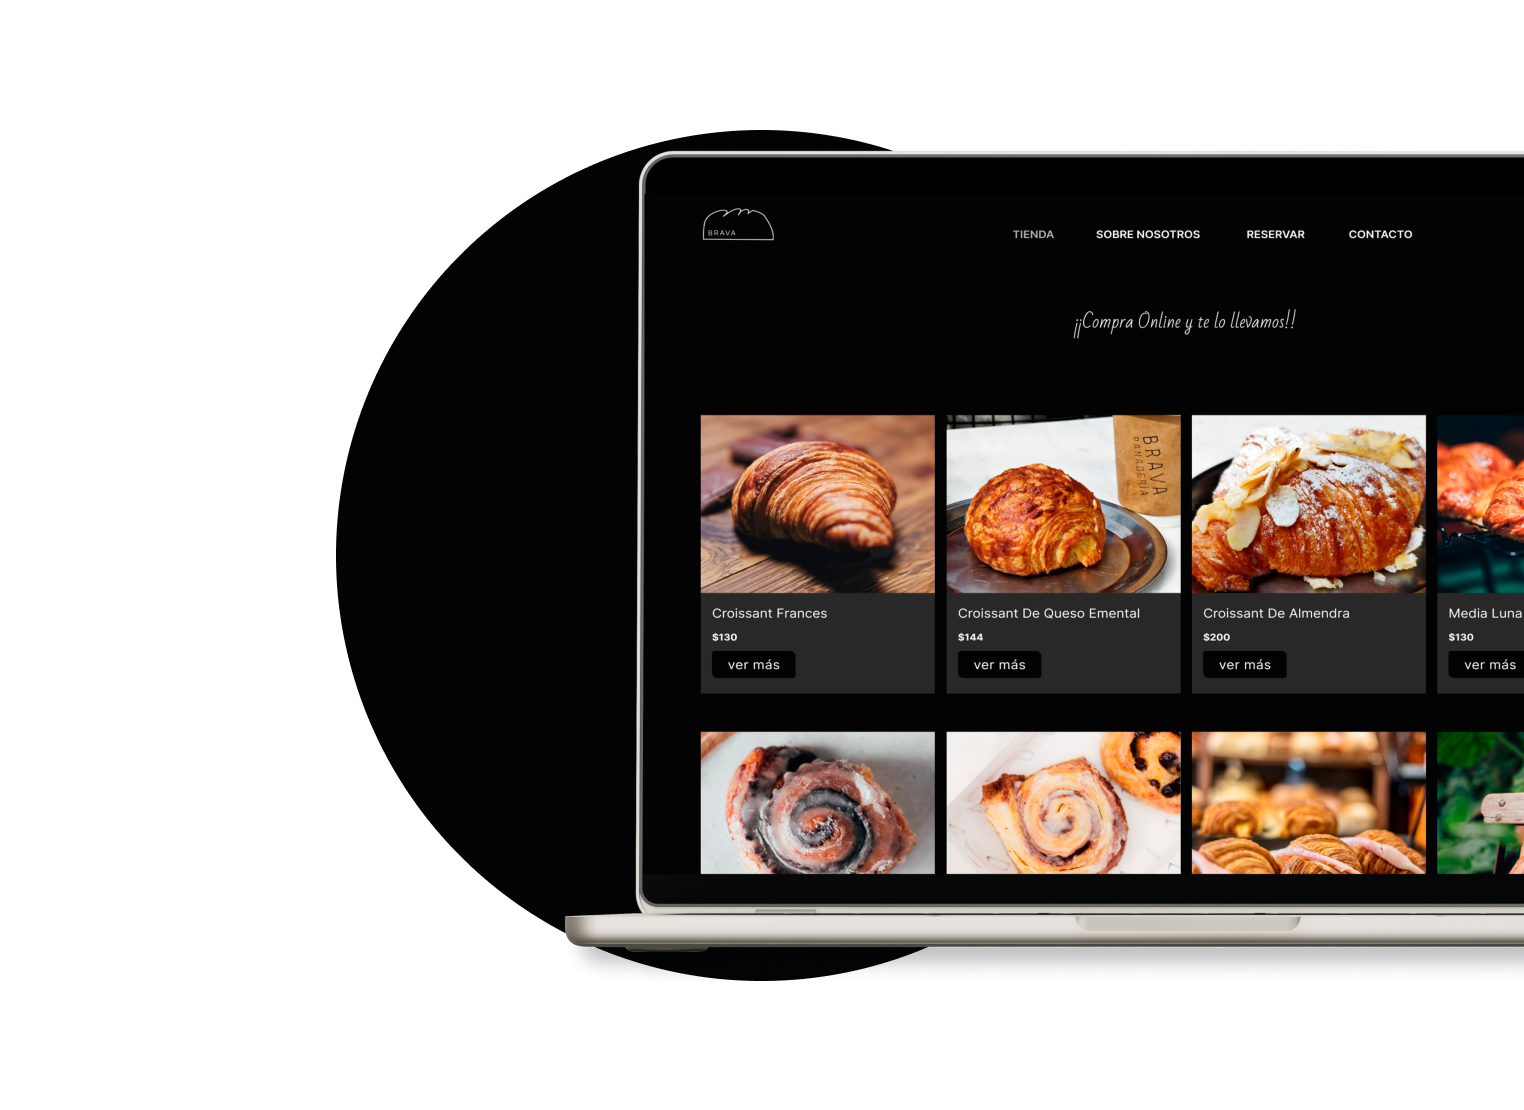 BRAVA
TIENDA SOBRE NOSOTROS RESERVAR CONTACTO
¡¡Compra Online y te lo llevamos!!
BRAVA
PANADERÍA
Croissant Frances
$130
ver más
Croissant De Queso Emental
$144
ver más
Croissant De Almendra
$200
ver más
Media Luna
$130
ver más